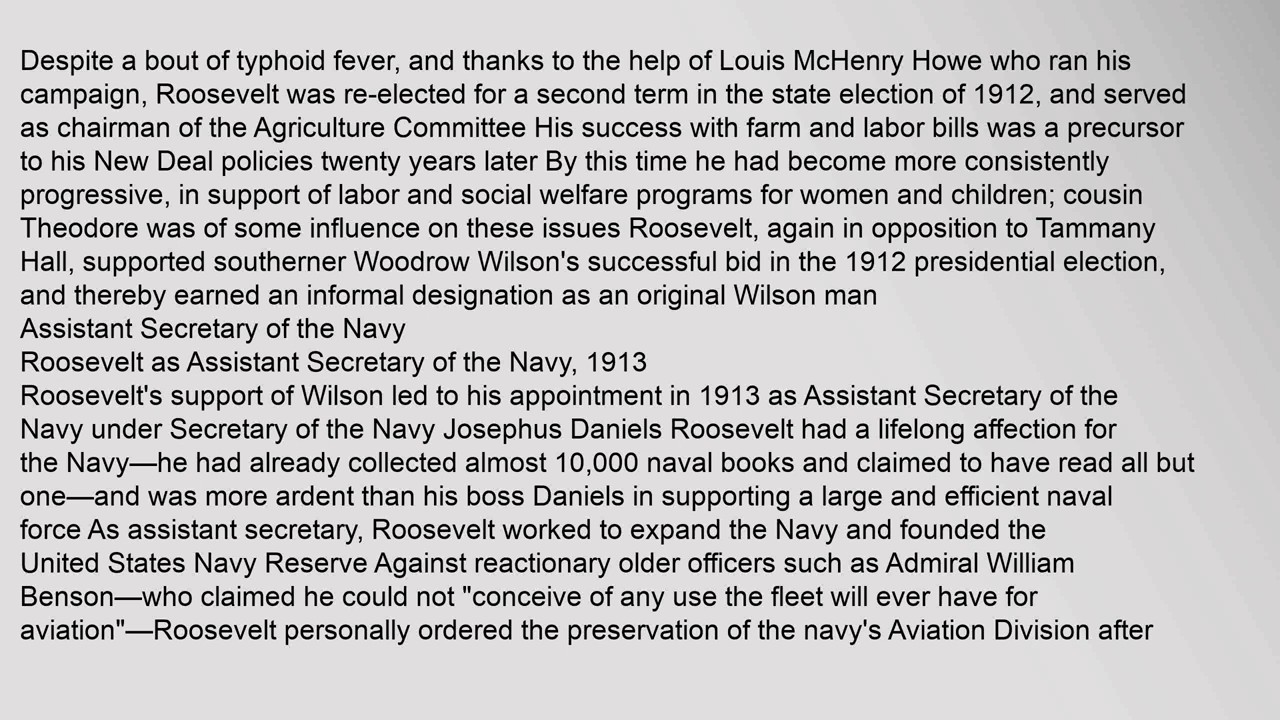 Despite a bout of typhoid fever, and thanks to the help of Louis McHenry Howe who ran his
campaign, Roosevelt was re-elected for a second term in the state election of 1912, and served
as chairman of the Agriculture Committee His success with farm and labor bills was a precursor
to his New Deal policies twenty years later By this time he had become more consistently
progressive, in support of labor and social welfare programs for women and children; cousin
Theodore was of some influence on these issues Roosevelt, again in opposition to Tammany
Hall, supported southerner Woodrow Wilson's successful bid in the 1912 presidential election,
and thereby earned an informal designation as an original Wilson man
Assistant Secretary of the Navy
Roosevelt as Assistant Secretary of the Navy, 1913
Roosevelt's support of Wilson led to his appointment in 1913 as Assistant Secretary of the
Navy under Secretary of the Navy Josephus Daniels Roosevelt had a lifelong affection for
the Navy—he had already collected almost 10,000 naval books and claimed to have read all but
one—and was more ardent than his boss Daniels in supporting a large and efficient naval
force As assistant secretary, Roosevelt worked to expand the Navy and founded the
United States Navy Reserve Against reactionary older officers such as Admiral William
Benson—who claimed he could not "conceive of any use the fleet will ever have for
aviation"—Roosevelt personally ordered the preservation of the navy's Aviation Division after